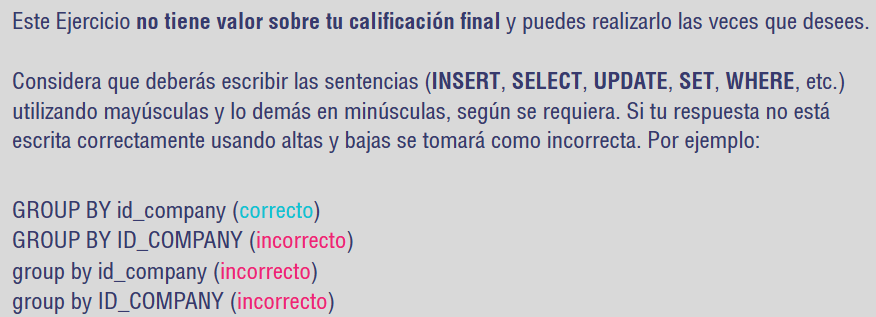 Este Ejercicio no tiene valor sobre tu calificación final y puedes realizarlo las veces que desees.
Considera que deberás escribir las sentencias (INSERT, SELECT, UPDATE, SET, WHERE, etc.)
utilizando mayúsculas y lo demás en minúsculas, según se requiera. Si tu respuesta no está
escrita correctamente usando altas y bajas se tomará como incorrecta. Por ejemplo:
GROUP BY id_company (correcto)
GROUP BY ID_COMPANY (incorrecto)
group by id_company (incorrecto)
group by ID_COMPANY (incorrecto)